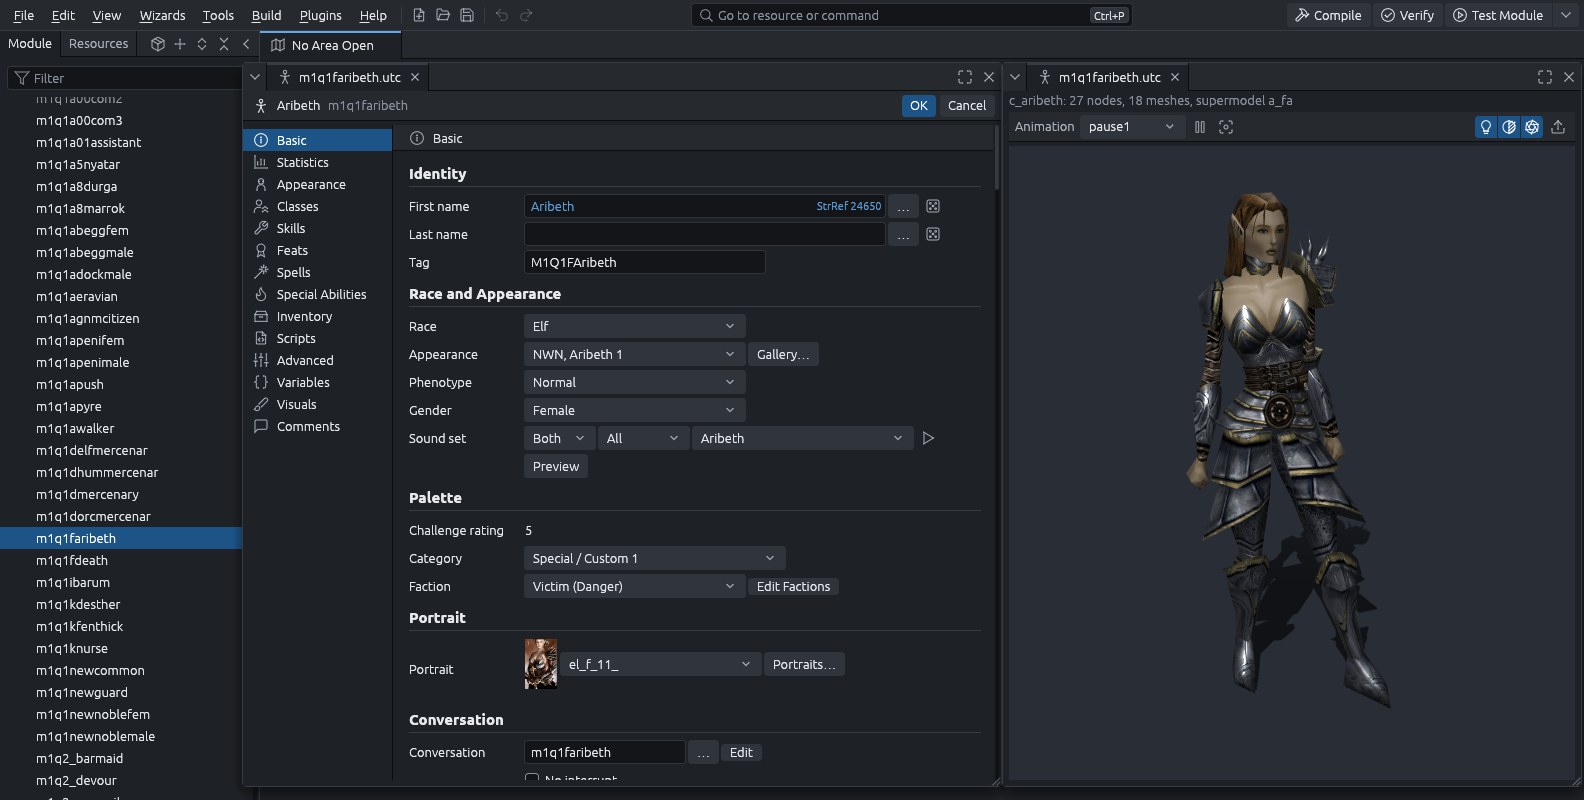 File Edit View Wizards Tools Build Plugins Help
Go to resource or command Ctrl+P
Compile Verify Test Module
Module Resources
No Area Open
Filter
m1q1a00com2
m1q1a00com3
m1q1a01assistant
m1q1a5nyatar
m1q1a8durga
m1q1a8marrok
m1q1abeggfem
m1q1abeggmale
m1q1adockmale
m1q1aeravian
m1q1agnmcitizen
m1q1apenifem
m1q1apenimale
m1q1apush
m1q1apyre
m1q1awalker
m1q1delfmercenar
m1q1dhummercenar
m1q1dmercenary
m1q1dorcmercenar
m1q1faribeth
m1q1fdeath
m1q1ibarum
m1q1kdesther
m1q1kfenthick
m1q1knurse
m1q1newcommon
m1q1newguard
m1q1newnoblefem
m1q1newnoblemale
m1q2_barmaid
m1q2_devour
m1q1faribeth.utc
Aribeth m1q1faribeth
OK Cancel
Basic
Statistics
Appearance
Classes
Skills
Feats
Spells
Special Abilities
Inventory
Scripts
Advanced
Variables
Visuals
Comments
Basic
Identity
First name Aribeth StrRef 24650 ...
Last name ...
Tag M1Q1FAribeth
Race and Appearance
Race Elf
Appearance NWN, Aribeth 1 Gallery...
Phenotype Normal
Gender Female
Sound set Both All Aribeth
Preview
Palette
Challenge rating 5
Category Special / Custom 1
Faction Victim (Danger) Edit Factions
Portrait
Portrait el_f_11_ Portraits...
Conversation
Conversation m1q1faribeth ... Edit
No interrupt
m1q1faribeth.utc
c_aribeth: 27 nodes, 18 meshes, supermodel a_fa
Animation pause1